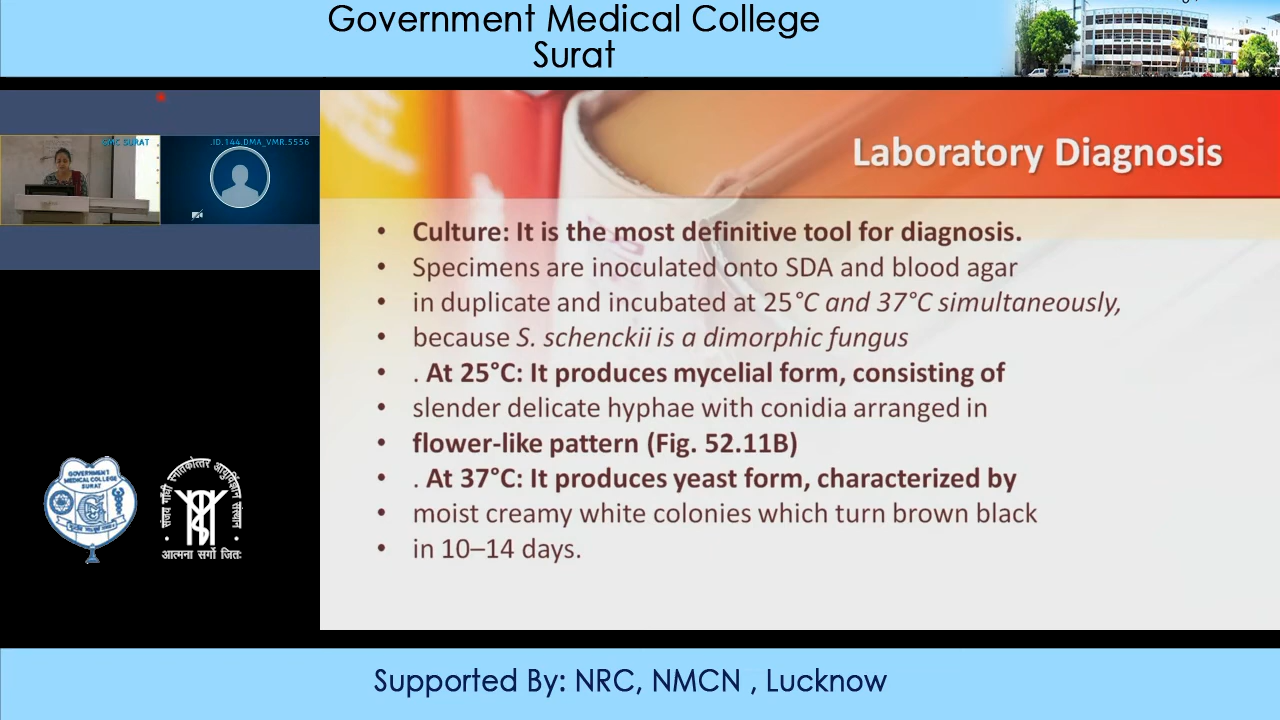 Government Medical College
Surat
GMC SURAT
.ID.144.DMA_VMR.5556
Laboratory Diagnosis
• Culture: It is the most definitive tool for diagnosis.
• Specimens are inoculated onto SDA and blood agar
• in duplicate and incubated at 25°C and 37°C simultaneously,
• because S. schenckii is a dimorphic fungus
• . At 25°C: It produces mycelial form, consisting of
• slender delicate hyphae with conidia arranged in
• flower-like pattern (Fig. 52.11B)
• . At 37°C: It produces yeast form, characterized by
• moist creamy white colonies which turn brown black
• in 10–14 days.
GOVERNMENT
MEDICAL COLLEGE
SURAT
संजय गांधी स्नातकोत्तर आयुर्विज्ञान संस्थान
आत्मना सर्गो जितः
Supported By: NRC, NMCN , Lucknow